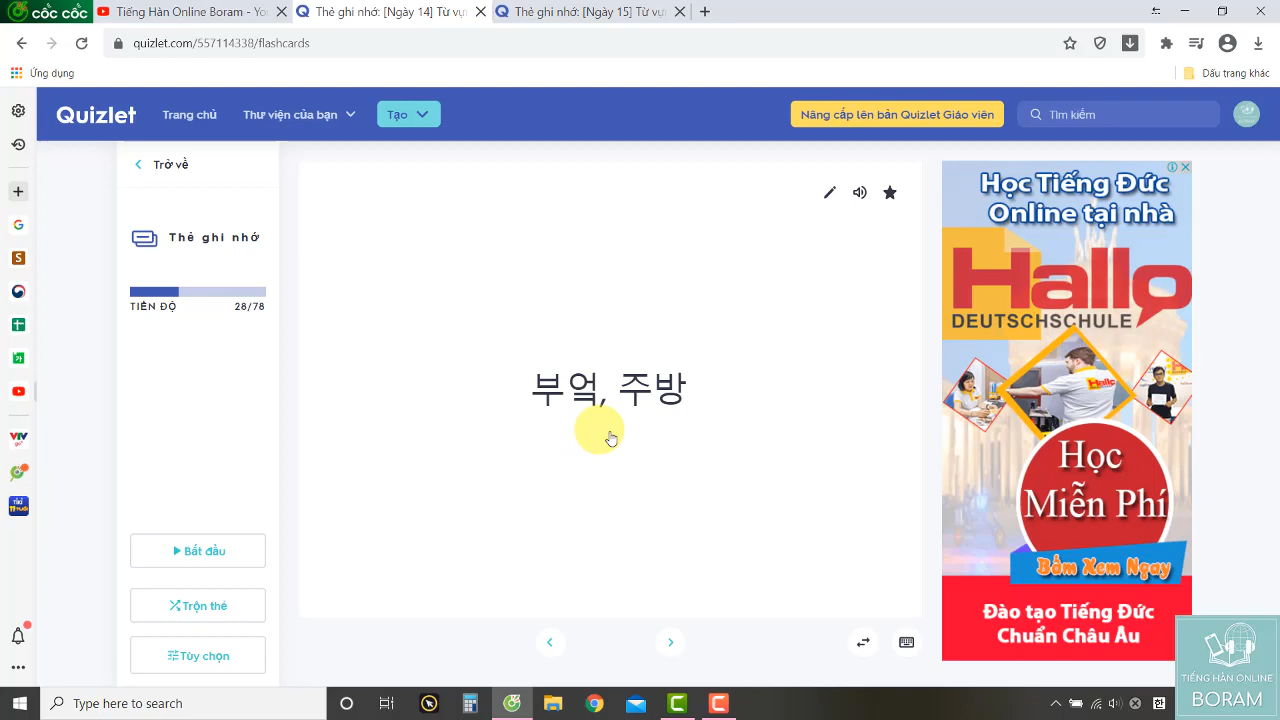 CỐC CỐC
Tiếng Hàn Online Boram - Yo
Thẻ ghi nhớ: [Ngày 14] Từ vự
Thẻ ghi nhớ: [Ngày 15] Từ vự
quizlet.com/557114338/flashcards
Ứng dụng
Dấu trang khác
Quizlet
Trang chủ
Thư viện của bạn
Tạo
Nâng cấp lên bản Quizlet Giáo viên
Tìm kiếm
Trở về
Thẻ ghi nhớ
TIẾN ĐỘ 28/78
부엌, 주방
Bắt đầu
Trộn thẻ
Tùy chọn
Học Tiếng Đức
Online tại nhà
Hallo
DEUTSCHSCHULE
Hallo
Học
Miễn Phí
Bấm Xem Ngay
Đào tạo Tiếng Đức
Chuẩn Châu Âu
TIẾNG HÀN ONLINE
BORAM
Type here to search